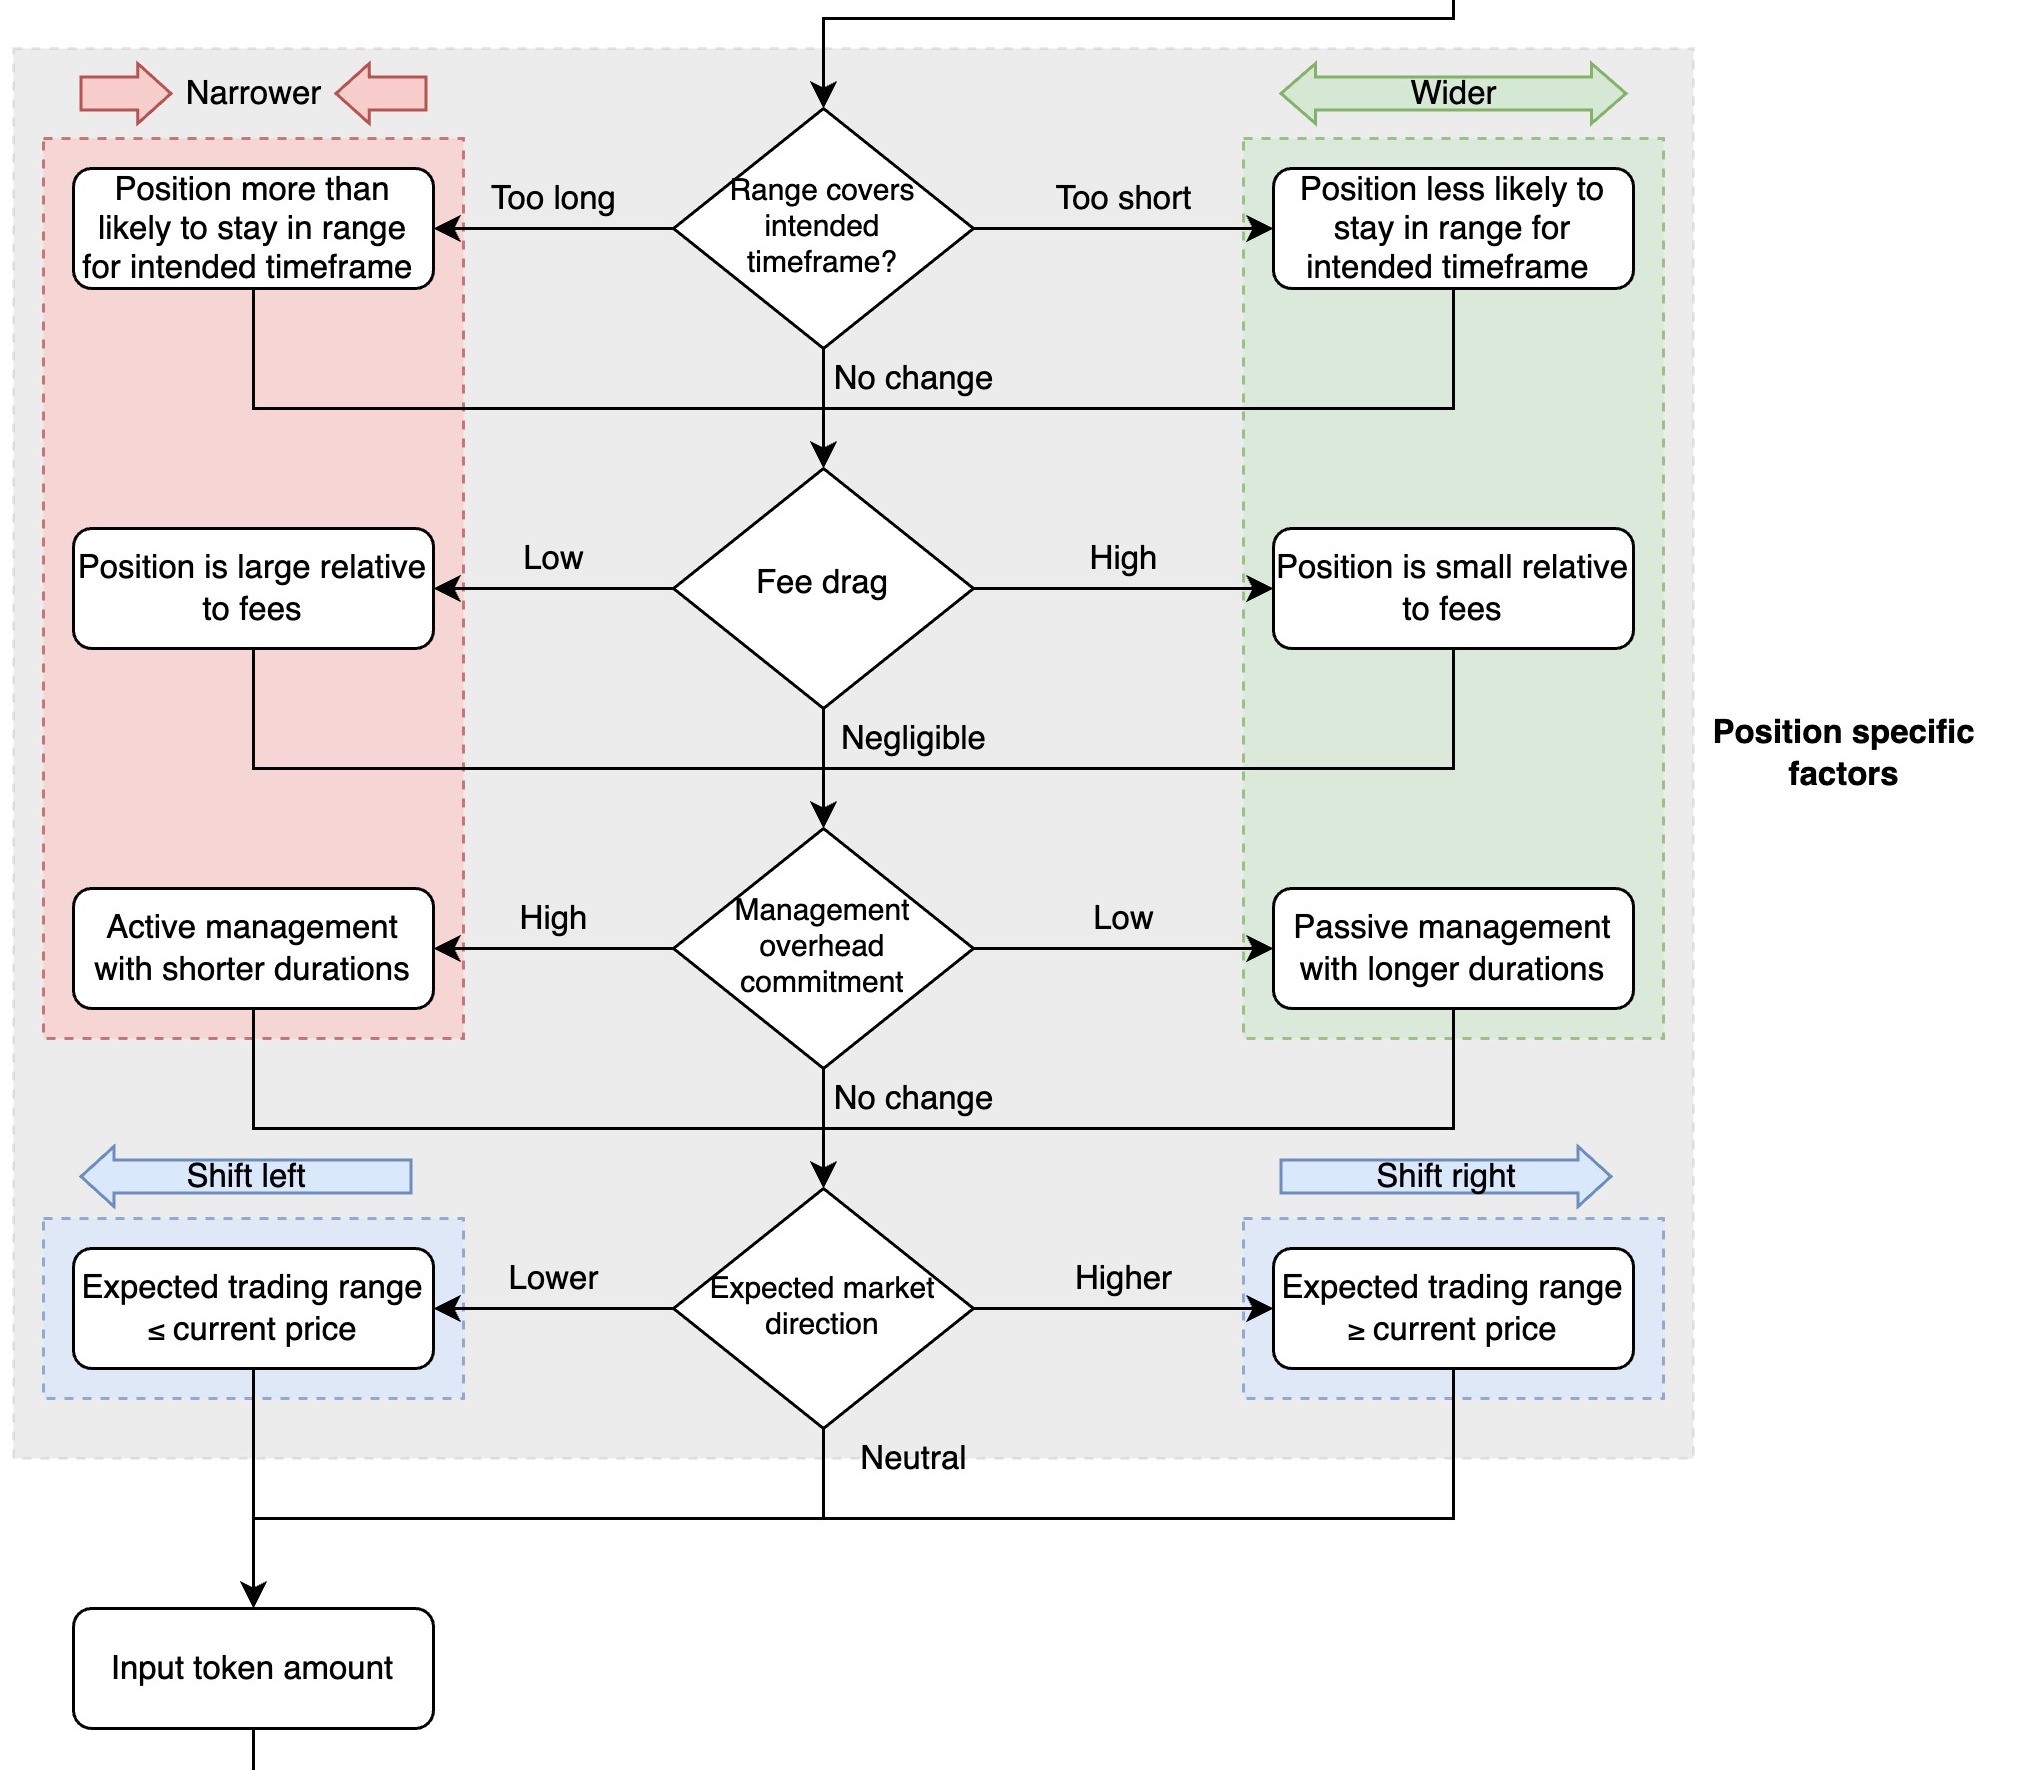 Narrower
Wider
Position more than
likely to stay in range
for intended timeframe
Too long
Range covers
intended
timeframe?
Too short
Position less likely to
stay in range for
intended timeframe
No change
Position is large relative
to fees
Low
Fee drag
High
Position is small relative
to fees
Position specific
factors
Negligible
Active management
with shorter durations
High
Management
overhead
commitment
Low
Passive management
with longer durations
No change
Shift left
Shift right
Expected trading range
≤ current price
Lower
Expected market
direction
Higher
Expected trading range
≥ current price
Neutral
Input token amount